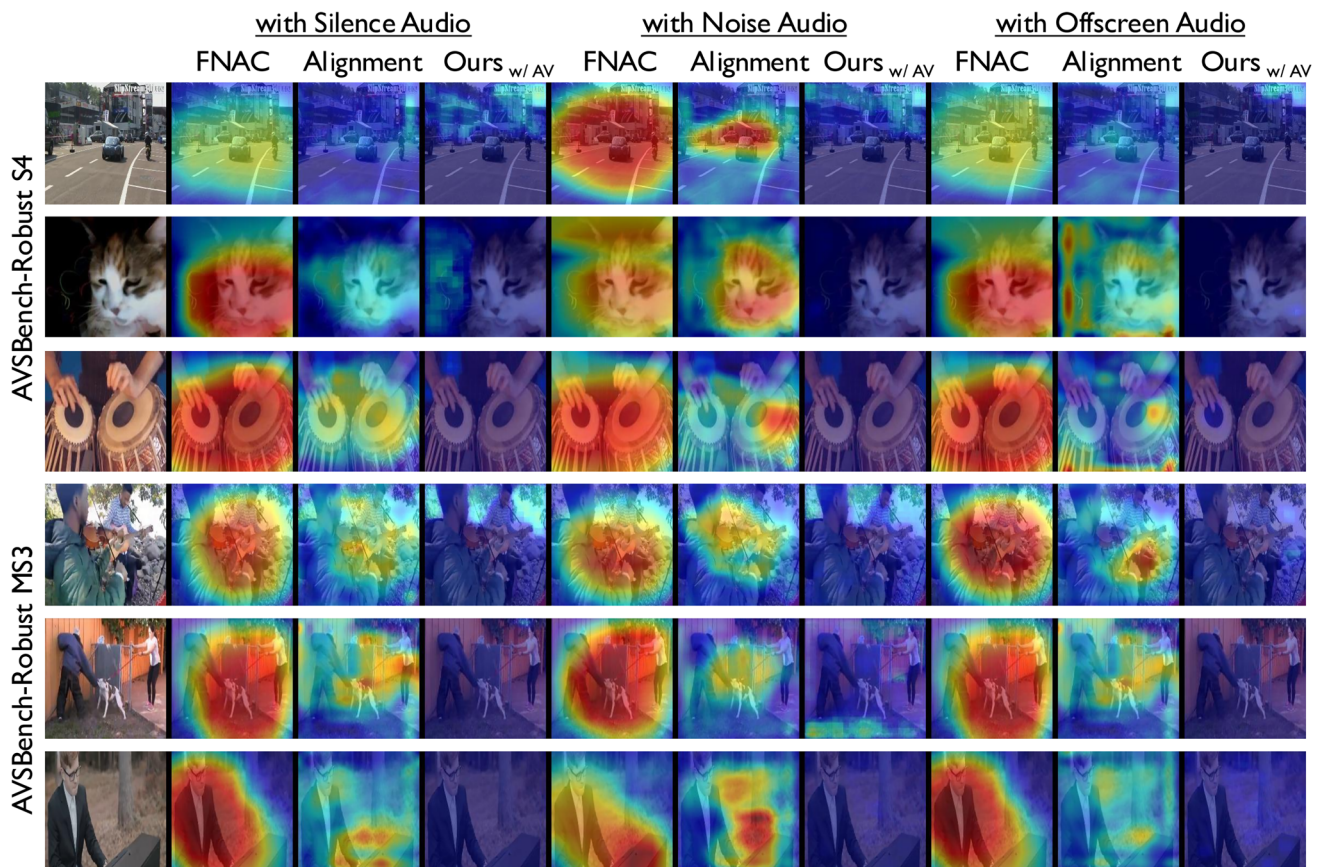 with Silence Audio with Noise Audio with Offscreen Audio
FNAC Alignment Ours w/ AV FNAC Alignment Ours w/ AV FNAC Alignment Ours w/ AV
AVSBench-Robust S4
AVSBench-Robust MS3